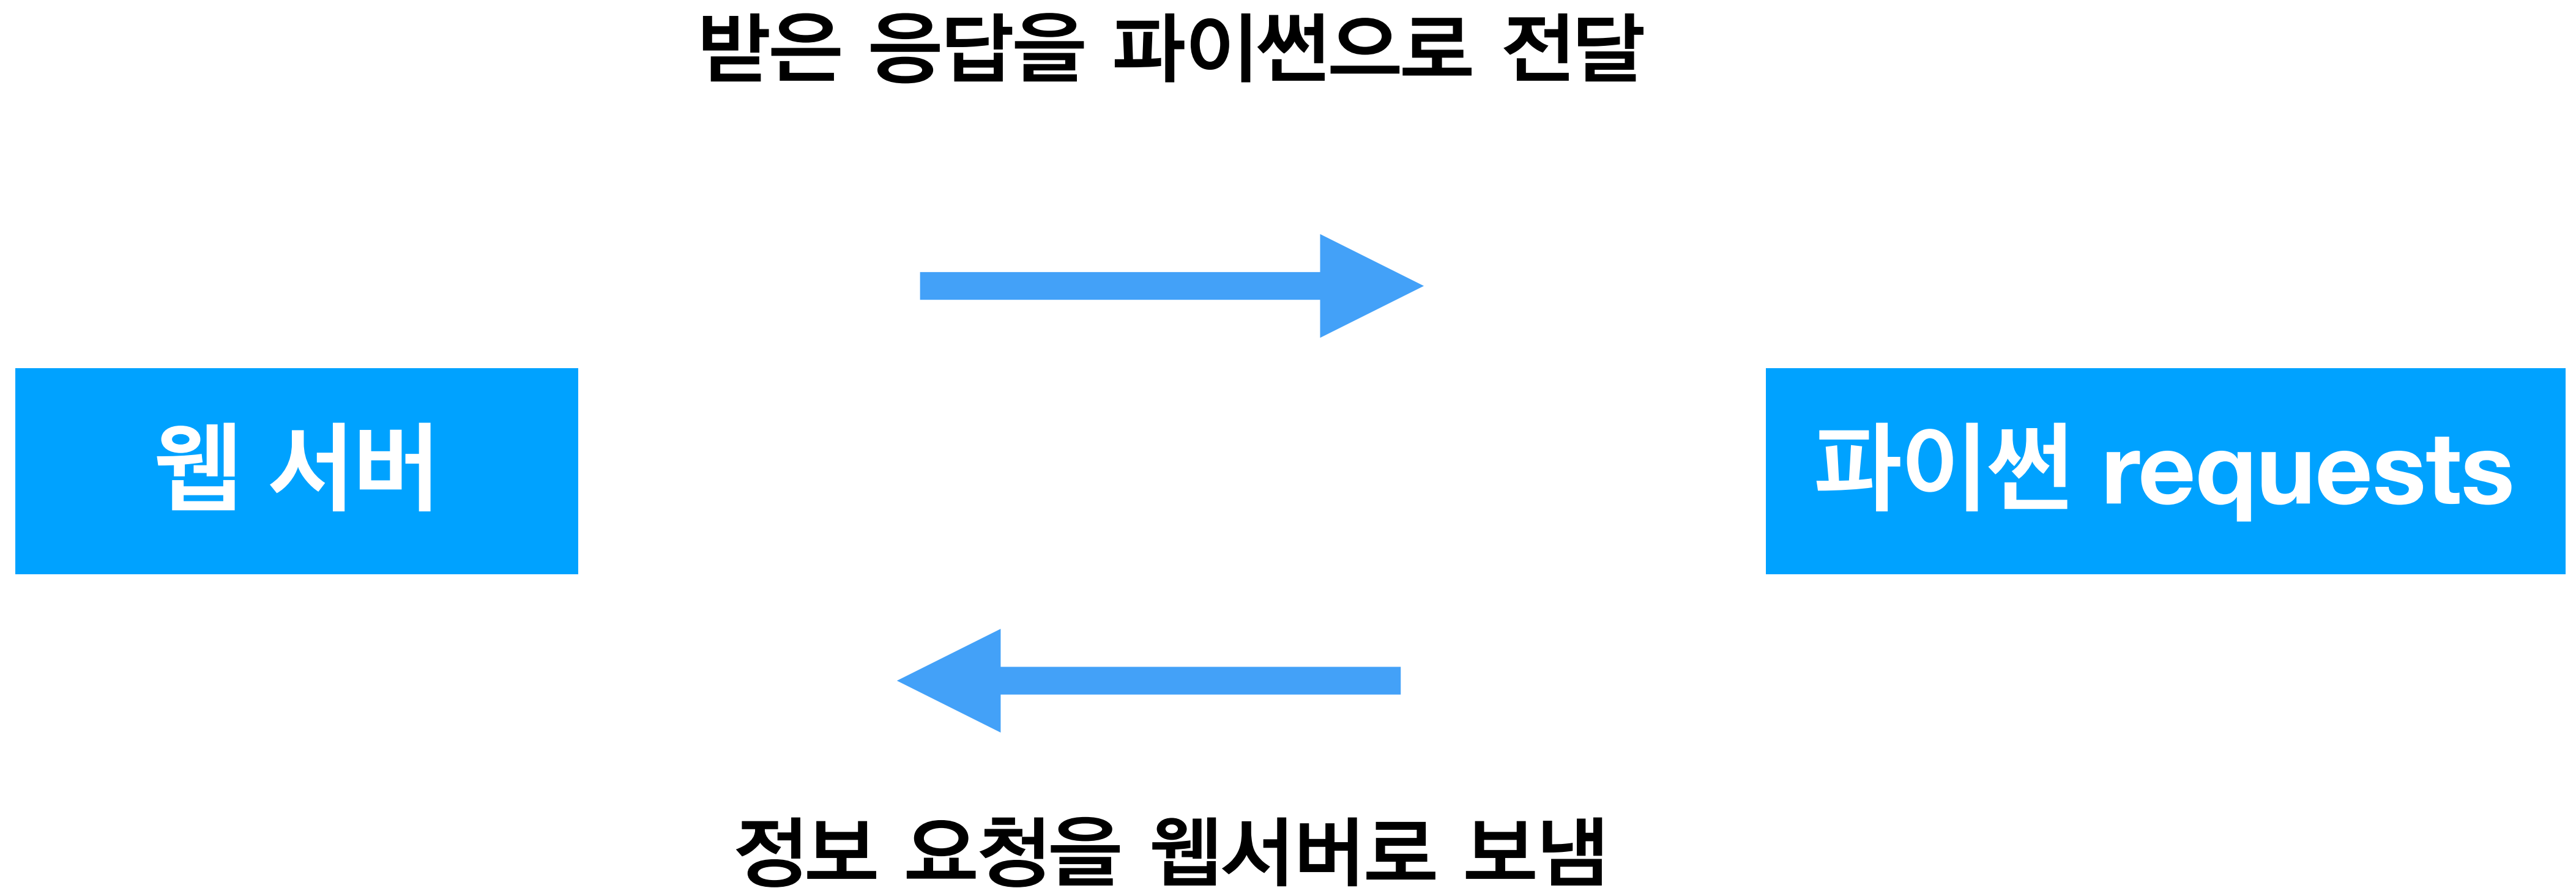 받은 응답을 파이썬으로 전달
웹 서버
파이썬 requests
정보 요청을 웹서버로 보냄